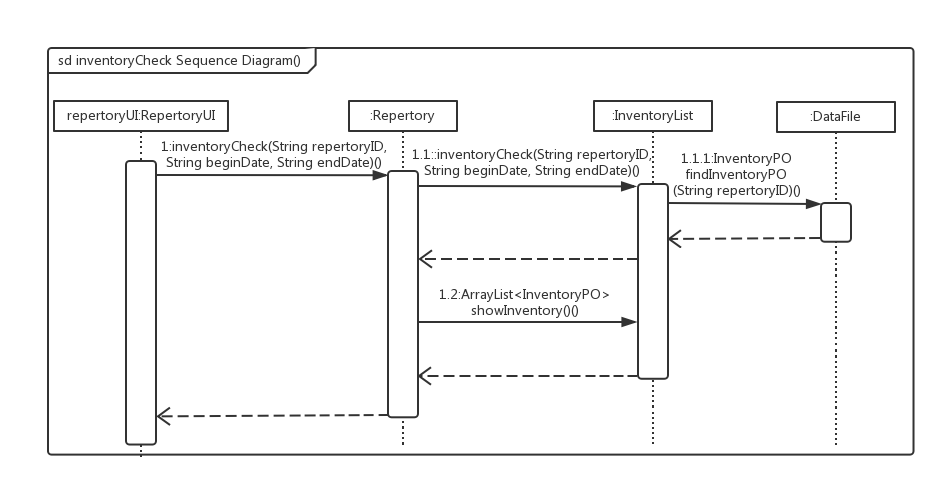 sd inventoryCheck Sequence Diagram()
repertoryUI:RepertoryUI
:Repertory
:InventoryList
:DataFile
1:inventoryCheck(String repertoryID,
String beginDate, String endDate)()
1.1::inventoryCheck(String repertoryID,
String beginDate, String endDate)()
1.1.1:InventoryPO
findInventoryPO
(String repertoryID)()
1.2:ArrayList<InventoryPO>
showInventory()()